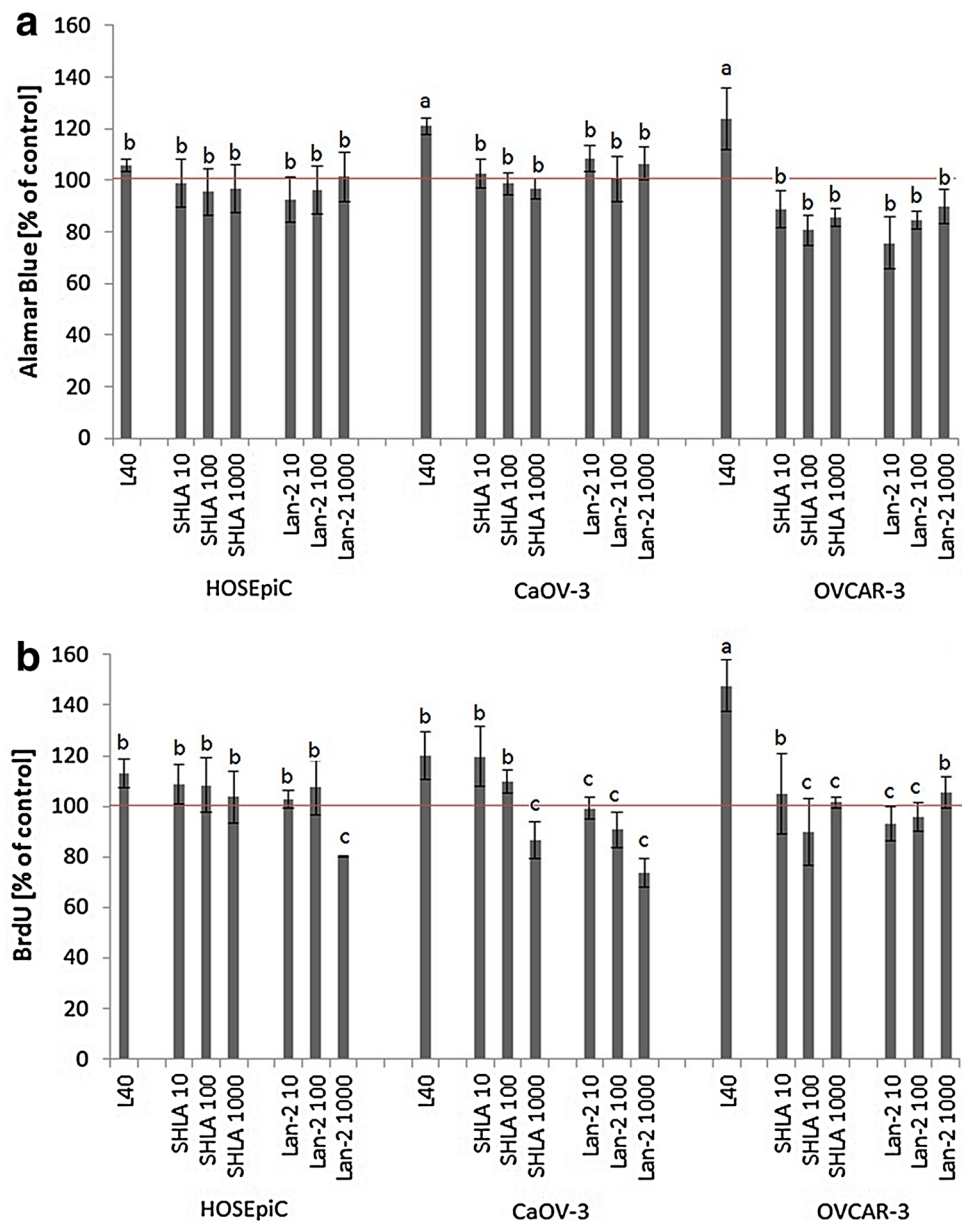 a
Alamar Blue [% of control]
160
140
120
100
80
60
40
20
0
b b b b b b b
a b b b b b b
a b b b b b b
L40 SHLA 10 SHLA 100 SHLA 1000 Lan-2 10 Lan-2 100 Lan-2 1000
L40 SHLA 10 SHLA 100 SHLA 1000 Lan-2 10 Lan-2 100 Lan-2 1000
L40 SHLA 10 SHLA 100 SHLA 1000 Lan-2 10 Lan-2 100 Lan-2 1000
HOSEpiC CaOV-3 OVCAR-3
b
BrdU [% of control]
160
140
120
100
80
60
40
20
0
b b b b b b c
b b b c c c c
a b c c c c b
L40 SHLA 10 SHLA 100 SHLA 1000 Lan-2 10 Lan-2 100 Lan-2 1000
L40 SHLA 10 SHLA 100 SHLA 1000 Lan-2 10 Lan-2 100 Lan-2 1000
L40 SHLA 10 SHLA 100 SHLA 1000 Lan-2 10 Lan-2 100 Lan-2 1000
HOSEpiC CaOV-3 OVCAR-3